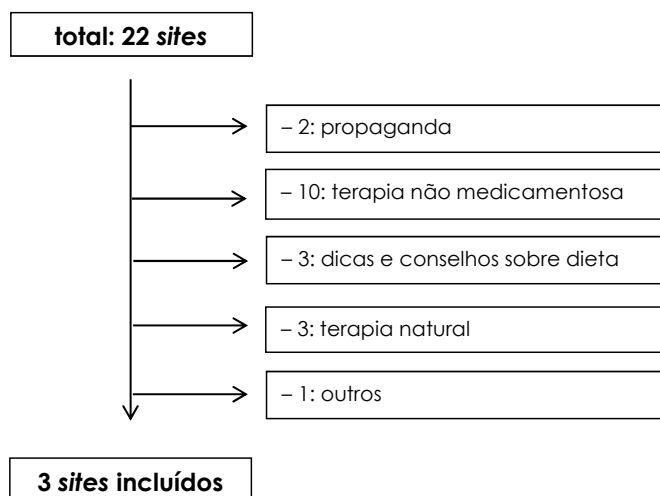 total: 22 sites
– 2: propaganda
– 10: terapia não medicamentosa
– 3: dicas e conselhos sobre dieta
– 3: terapia natural
– 1: outros
3 sites incluídos